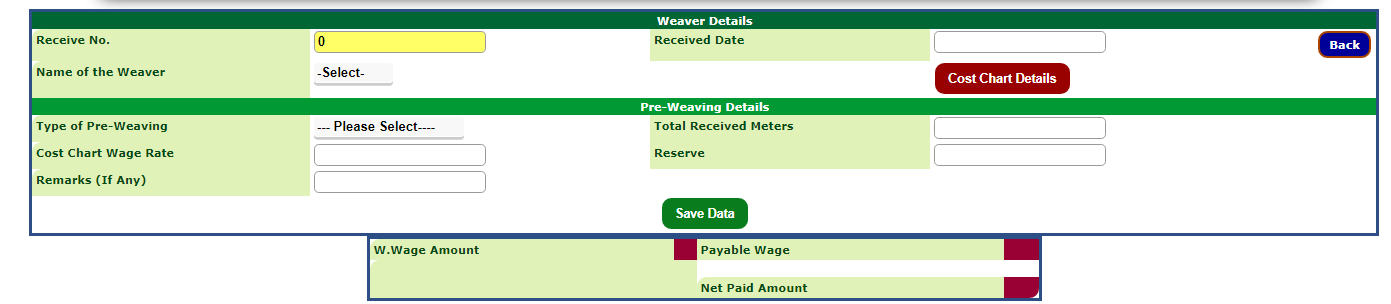 Weaver Details
Receive No. 0 Received Date Back
Name of the Weaver -Select- Cost Chart Details
Pre-Weaving Details
Type of Pre-Weaving --- Please Select---- Total Received Meters
Cost Chart Wage Rate Reserve
Remarks (If Any)
Save Data
W.Wage Amount Payable Wage
Net Paid Amount